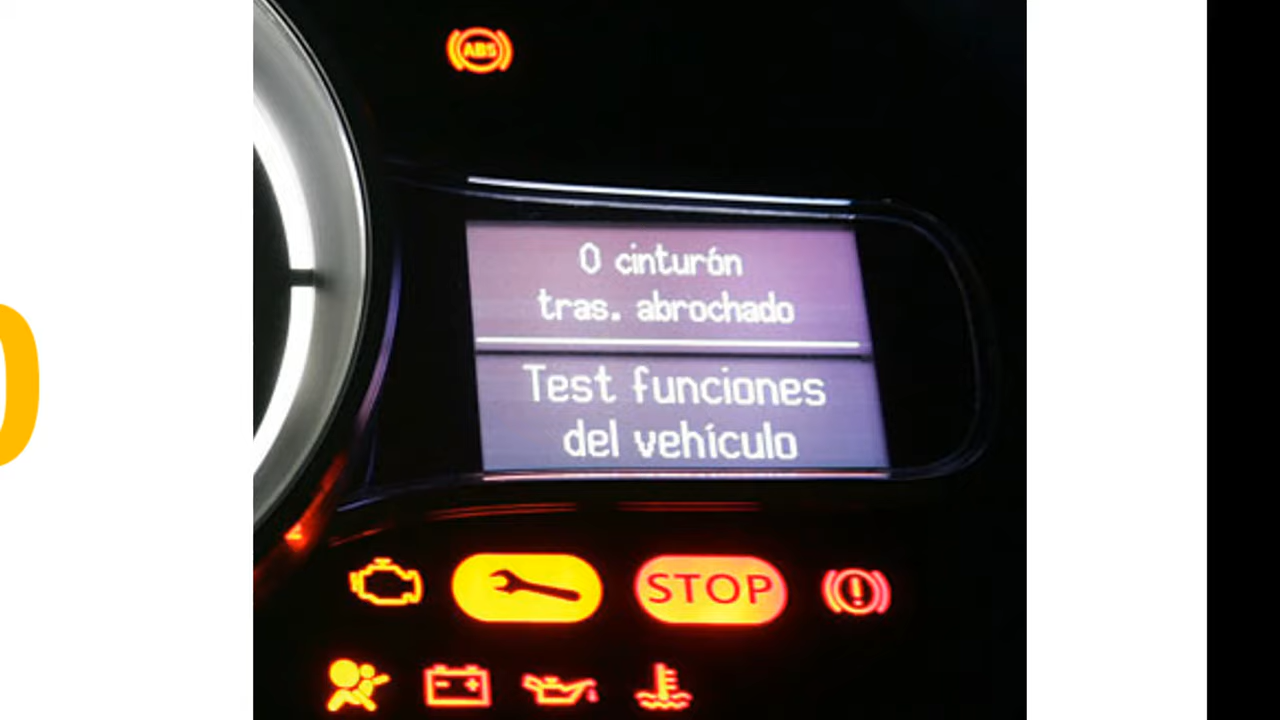 ABS
0 cinturón
tras. abrochado
Test funciones
del vehículo
STOP